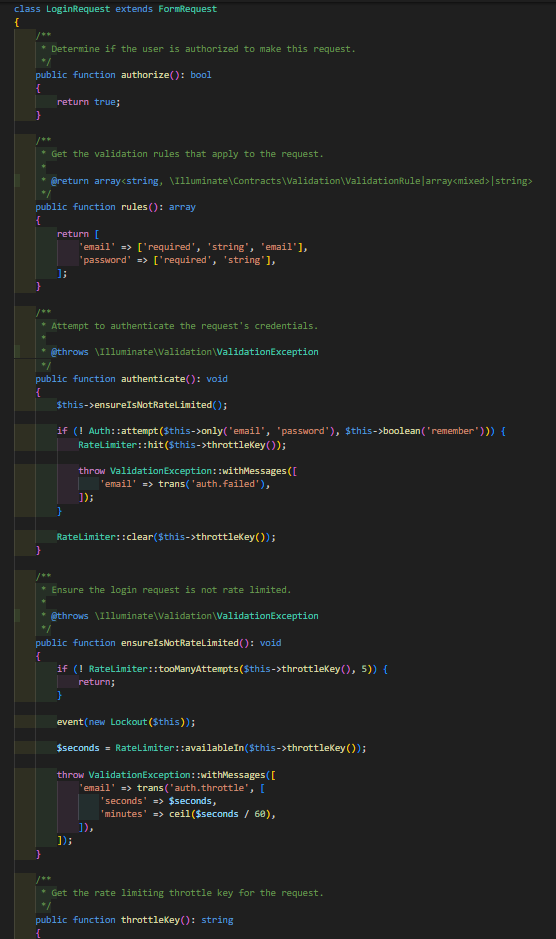 class LoginRequest extends FormRequest
{
    /**
     * Determine if the user is authorized to make this request.
     */
    public function authorize(): bool
    {
        return true;
    }

    /**
     * Get the validation rules that apply to the request.
     *
     * @return array<string, \Illuminate\Contracts\Validation\ValidationRule|array<mixed>|string>
     */
    public function rules(): array
    {
        return [
            'email' => ['required', 'string', 'email'],
            'password' => ['required', 'string'],
        ];
    }

    /**
     * Attempt to authenticate the request's credentials.
     *
     * @throws \Illuminate\Validation\ValidationException
     */
    public function authenticate(): void
    {
        $this->ensureIsNotRateLimited();

        if (! Auth::attempt($this->only('email', 'password'), $this->boolean('remember'))) {
            RateLimiter::hit($this->throttleKey());

            throw ValidationException::withMessages([
                'email' => trans('auth.failed'),
            ]);
        }

        RateLimiter::clear($this->throttleKey());
    }

    /**
     * Ensure the login request is not rate limited.
     *
     * @throws \Illuminate\Validation\ValidationException
     */
    public function ensureIsNotRateLimited(): void
    {
        if (! RateLimiter::tooManyAttempts($this->throttleKey(), 5)) {
            return;
        }

        event(new Lockout($this));

        $seconds = RateLimiter::availableIn($this->throttleKey());

        throw ValidationException::withMessages([
            'email' => trans('auth.throttle', [
                'seconds' => $seconds,
                'minutes' => ceil($seconds / 60),
            ]),
        ]);
    }

    /**
     * Get the rate limiting throttle key for the request.
     */
    public function throttleKey(): string
    {